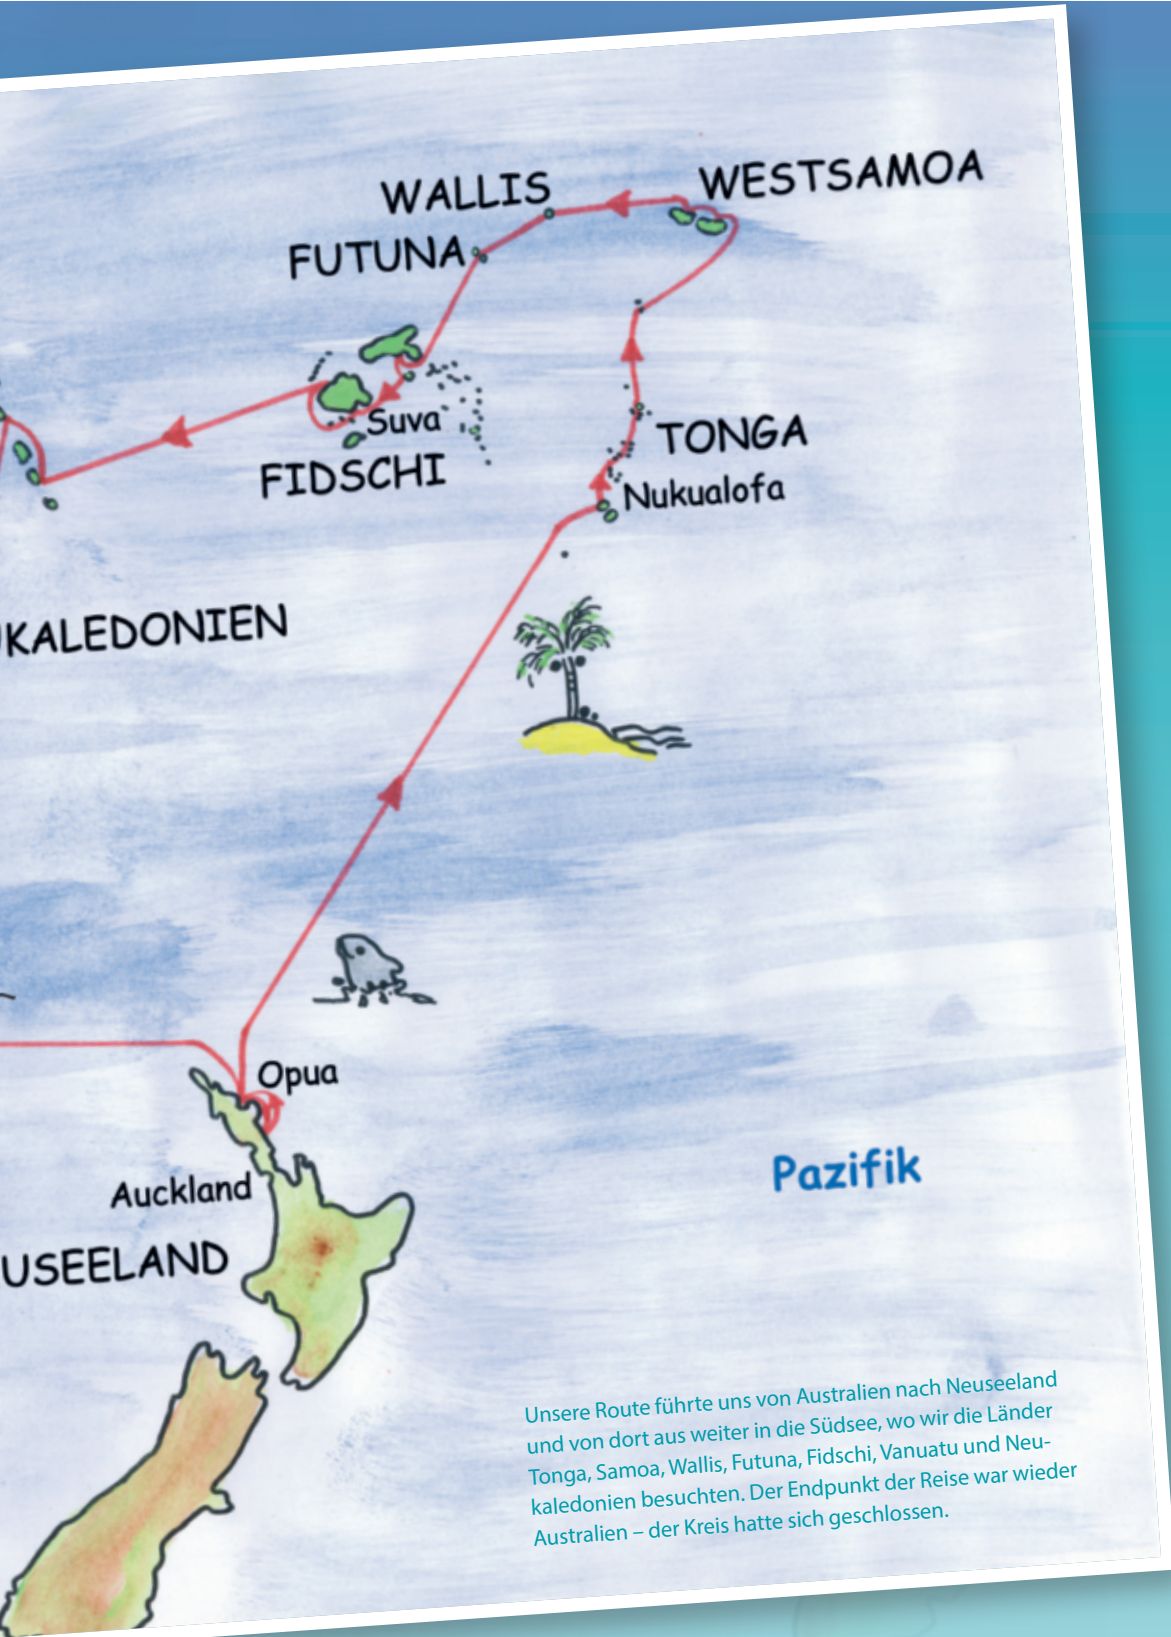 WESTSAMOA
WALLIS
FUTUNA
Suva
FIDSCHI
TONGA
Nukualofa
KALEDONIEN
Opua
Auckland
USEELAND
Pazifik
Unsere Route führte uns von Australien nach Neuseeland
und von dort aus weiter in die Südsee, wo wir die Länder
Tonga, Samoa, Wallis, Futuna, Fidschi, Vanuatu und Neu-
kaledonien besuchten. Der Endpunkt der Reise war wieder
Australien – der Kreis hatte sich geschlossen.